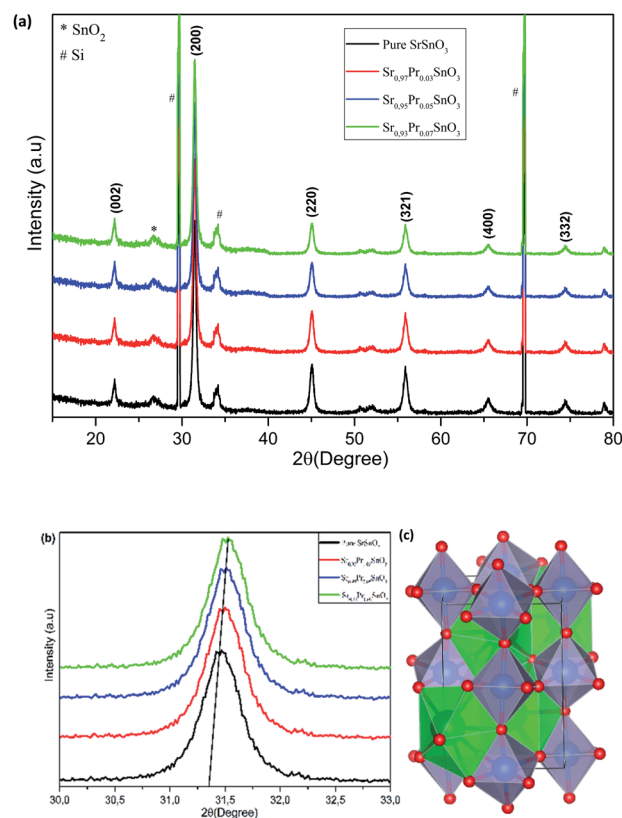 (a)
* SnO2
# Si
(200)
Pure SrSnO3
Sr0,97Pr0.03SnO3
Sr0,95Pr0.05SnO3
Sr0,93Pr0.07SnO3
#
#
(002)
*
#
(220)
(321)
(400)
(332)
Intensity (a.u)
20 30 40 50 60 70 80
2θ(Degree)
(b)
Pure SrSnO3
Intensity (a.u)
30,0 30,5 31,0 31,5 32,0 32,5 33,0
2θ(Degree)
(c)